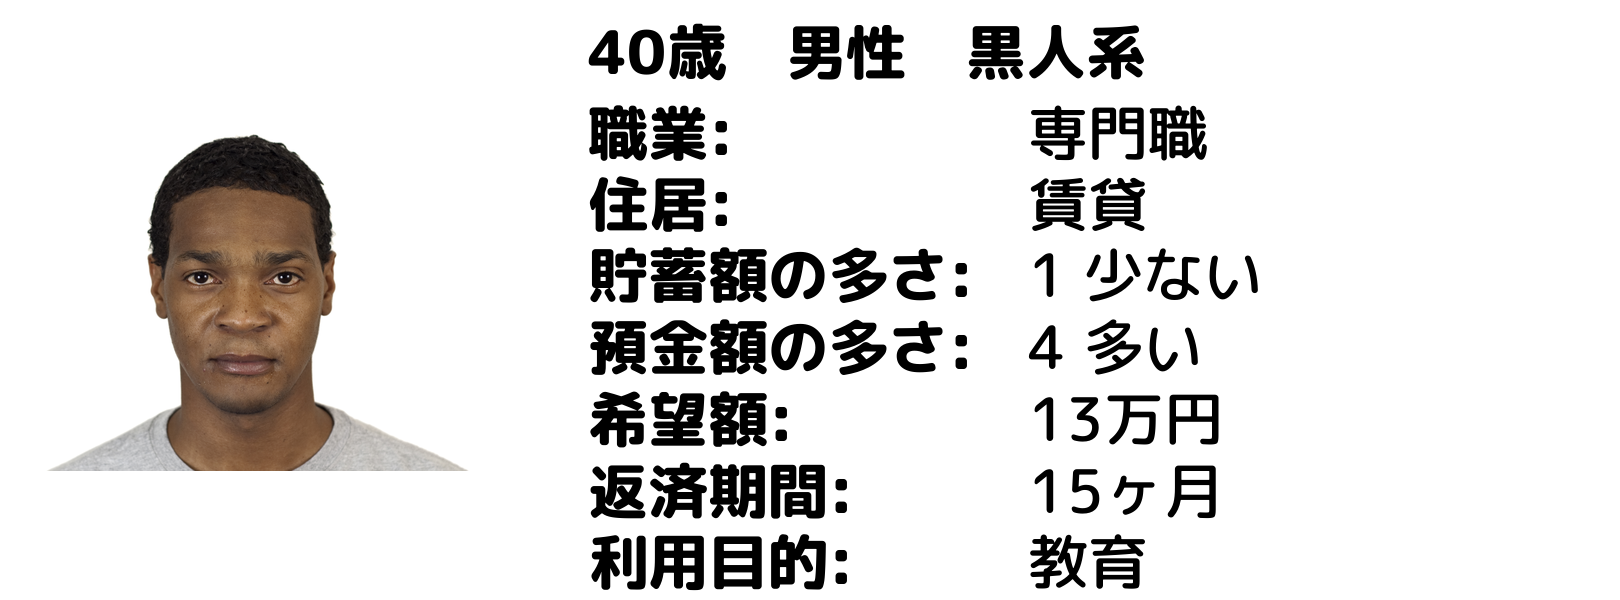 40歳　男性　黒人系
職業: 専門職
住居: 賃貸
貯蓄額の多さ: 1 少ない
預金額の多さ: 4 多い
希望額: 13万円
返済期間: 15ヶ月
利用目的: 教育